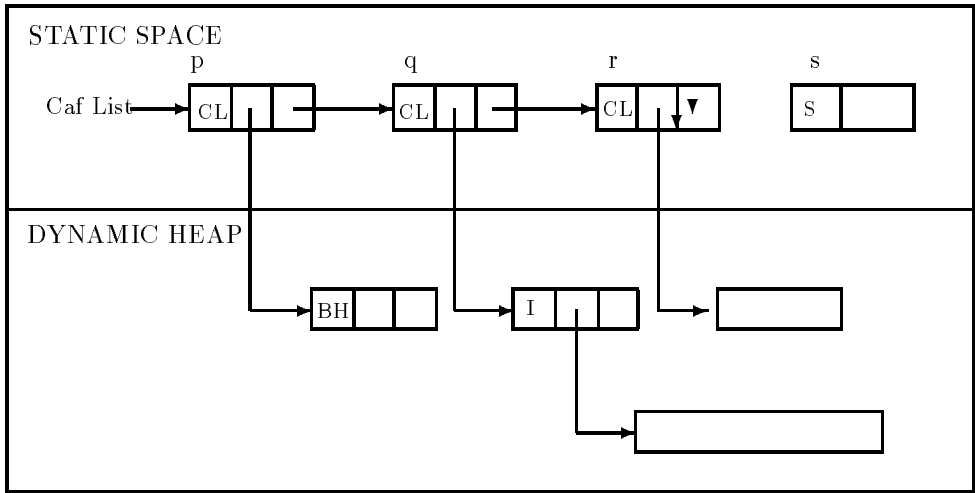 STATIC SPACE
p q r s
Caf List CL CL CL S
DYNAMIC HEAP
BH I